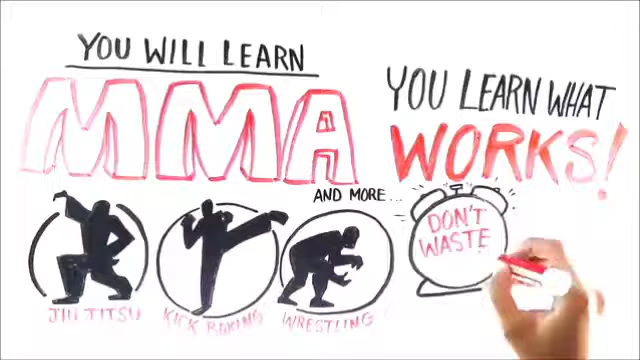 YOU WILL LEARN
MMA
AND MORE...
JIU JITSU
KICK BOXING
WRESTLING
YOU LEARN WHAT
WORKS!
DON'T
WASTE